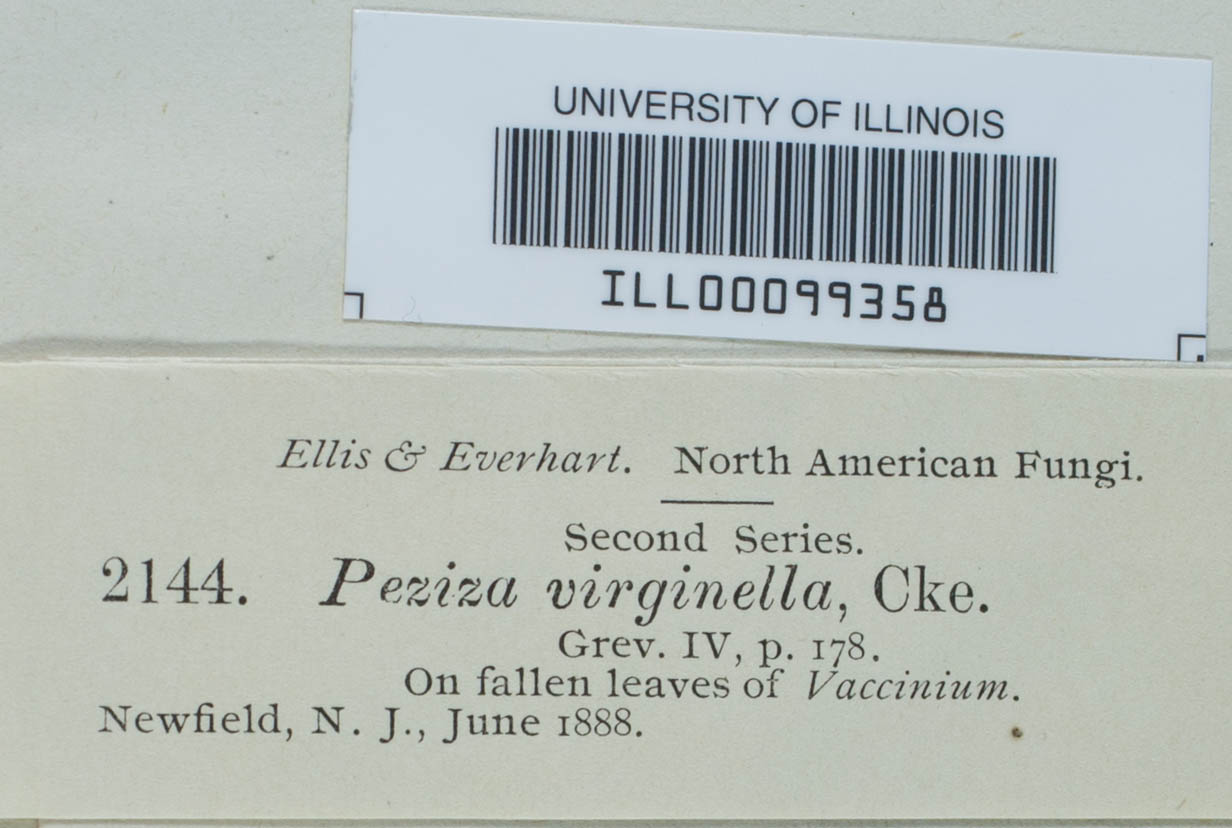 UNIVERSITY OF ILLINOIS
ILL00099358
Ellis & Everhart. North American Fungi.
Second Series.
2144. Peziza virginella, Cke.
Grev. IV, p. 178.
On fallen leaves of Vaccinium.
Newfield, N. J., June 1888.